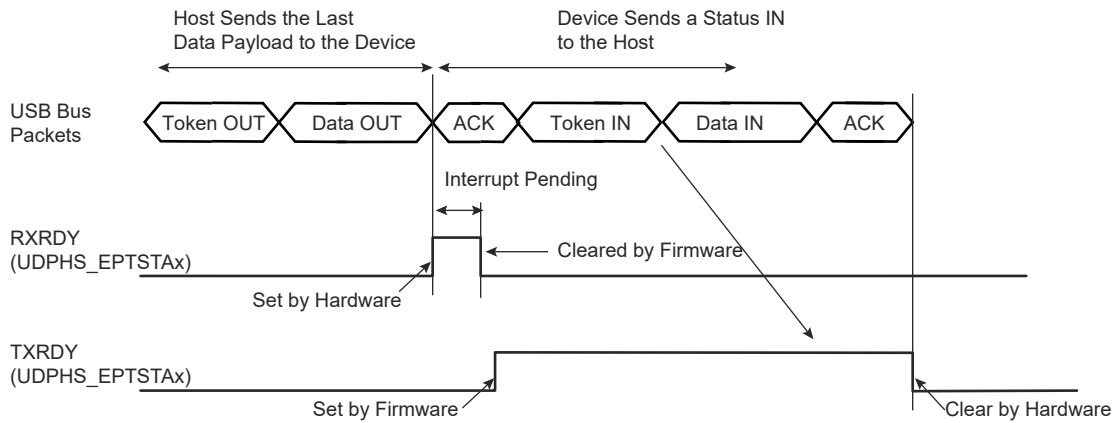 Host Sends the Last
Data Payload to the Device
Device Sends a Status IN
to the Host
USB Bus
Packets
Token OUT
Data OUT
ACK
Token IN
Data IN
ACK
Interrupt Pending
RXRDY
(UDPHS_EPTSTAx)
Cleared by Firmware
Set by Hardware
TXRDY
(UDPHS_EPTSTAx)
Set by Firmware
Clear by Hardware